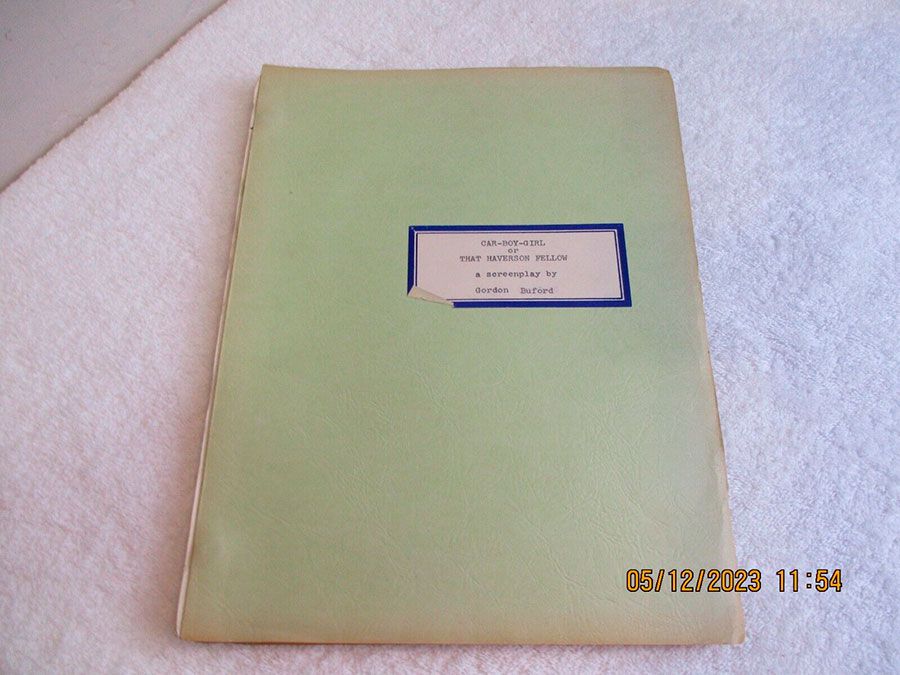 CAR-BOY-GIRL
or
THAT HAVERSON FELLOW
a screenplay by
Gordon Buford
05/12/2023 11:54